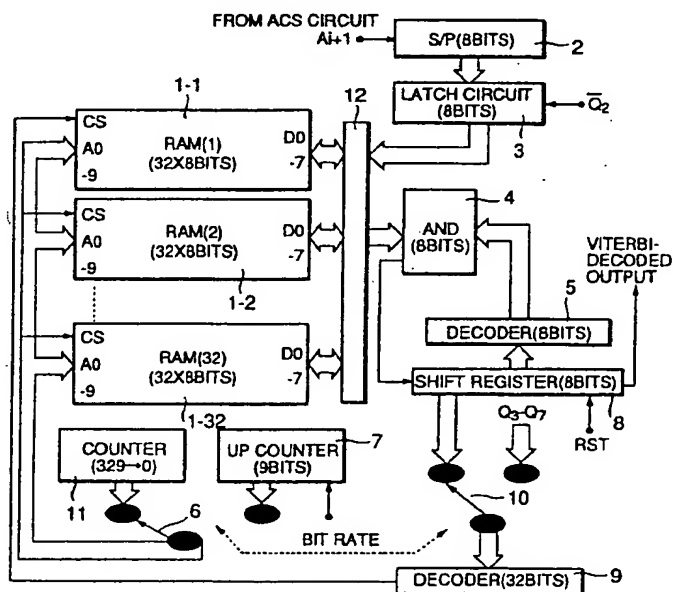 FROM ACS CIRCUIT
Ai+1
S/P(8BITS)
2
1-1
12
LATCH CIRCUIT
(8BITS)
Q̅2
3
CS
A0
-9
RAM(1)
(32X8BITS)
D0
-7
4
CS
A0
-9
RAM(2)
(32X8BITS)
D0
-7
AND
(8BITS)
VITERBI-
DECODED
OUTPUT
1-2
5
DECODER(8BITS)
CS
A0
-9
RAM(32)
(32X8BITS)
D0
-7
SHIFT REGISTER(8BITS)
8
1-32
Q3-Q7
RST
COUNTER
(329→0)
UP COUNTER
(9BITS)
7
11
6
10
BIT RATE
DECODER(32BITS)
9